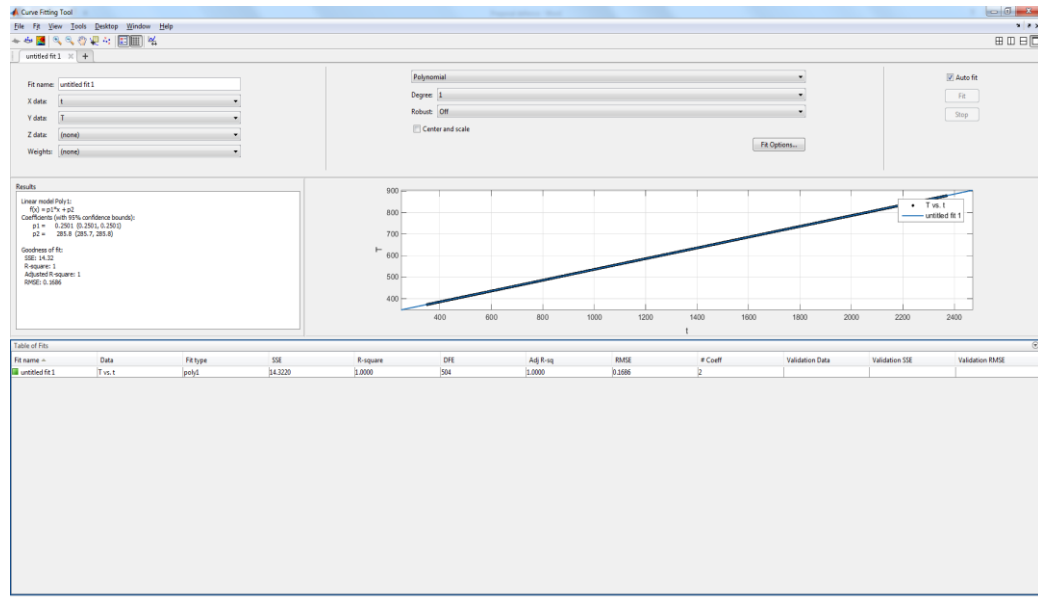 Curve Fitting Tool
File Fit View Tools Desktop Window Help
untitled fit 1
Fit name: untitled fit 1
X data: t
Y data: T
Z data: (none)
Weights: (none)
Polynomial
Degree: 1
Robust: Off
Center and scale
Fit Options...
Auto fit
Fit
Stop
Results
Linear model Poly1:
f(x) = p1*x + p2
Coefficients (with 95% confidence bounds):
p1 = 0.2501 (0.2501, 0.2501)
p2 = 285.8 (285.7, 285.8)
Goodness of fit:
SSE: 14.32
R-square: 1
Adjusted R-square: 1
RMSE: 0.1686
900
800
700
600
500
400
T
400 600 800 1000 1200 1400 1600 1800 2000 2200 2400
t
T vs. t
untitled fit 1
Table of Fits
Fit name Data Fit type SSE R-square DFE Adj R-sq RMSE # Coeff Validation Data Validation SSE Validation RMSE
untitled fit 1 T vs. t poly1 14.3220 1.0000 504 1.0000 0.1686 2